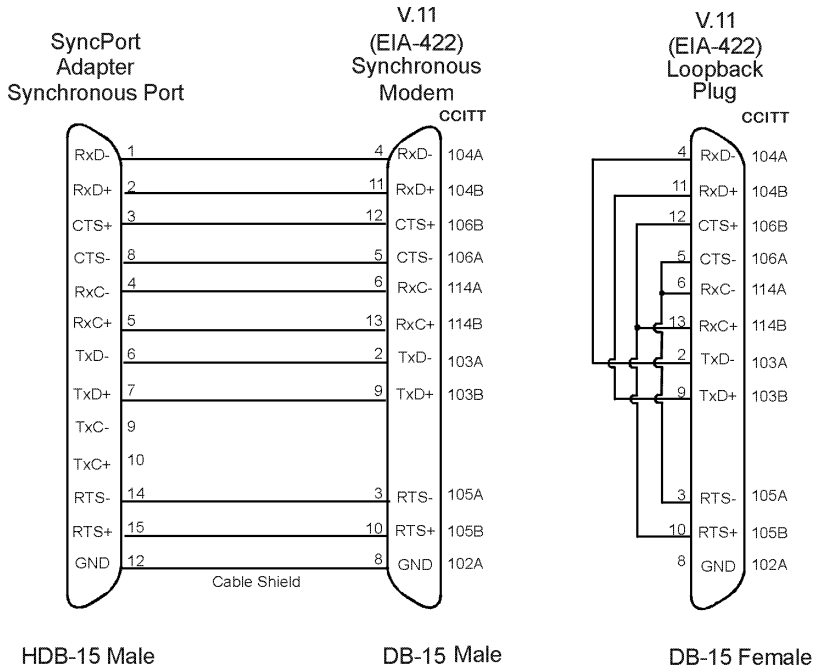 SyncPort
Adapter
Synchronous Port
V.11
(EIA-422)
Synchronous
Modem
CCITT
V.11
(EIA-422)
Loopback
Plug
CCITT
RxD- 1 4 RxD- 104A
RxD+ 2 11 RxD+ 104B
CTS+ 3 12 CTS+ 106B
CTS- 8 5 CTS- 106A
RxC- 4 6 RxC- 114A
RxC+ 5 13 RxC+ 114B
TxD- 6 2 TxD- 103A
TxD+ 7 9 TxD+ 103B
TxC- 9
TxC+ 10
RTS- 14 3 RTS- 105A
RTS+ 15 10 RTS+ 105B
GND 12 8 GND 102A
Cable Shield
4 RxD- 104A
11 RxD+ 104B
12 CTS+ 106B
5 CTS- 106A
6 RxC- 114A
13 RxC+ 114B
2 TxD- 103A
9 TxD+ 103B
3 RTS- 105A
10 RTS+ 105B
8 GND 102A
HDB-15 Male
DB-15 Male
DB-15 Female